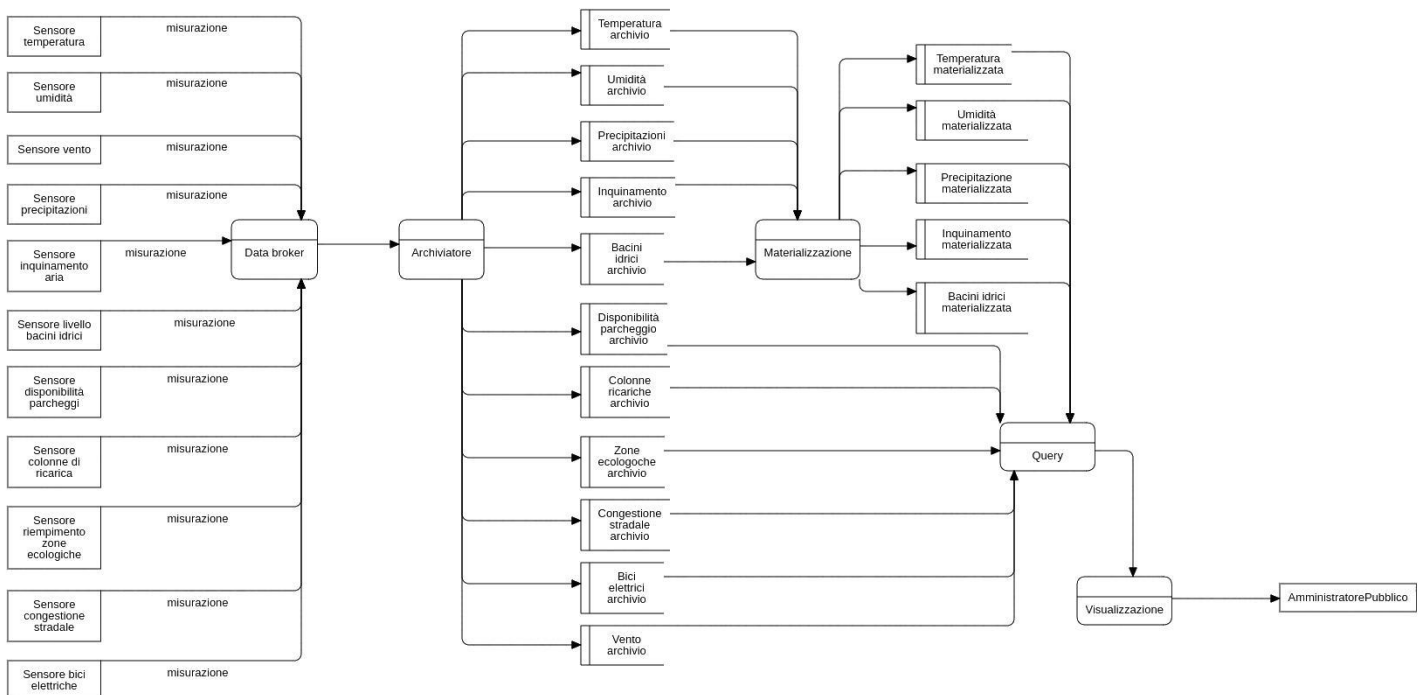 Sensore
temperatura
misurazione
Sensore
umidità
misurazione
Sensore vento
misurazione
Sensore
precipitazioni
misurazione
Sensore
inquinamento
aria
misurazione
Sensore livello
bacini idrici
misurazione
Sensore
disponibilità
parcheggi
misurazione
Sensore
colonne di
ricarica
misurazione
Sensore
riempimento
zone
ecologiche
misurazione
Sensore
congestione
stradale
misurazione
Sensore bici
elettriche
misurazione
Data broker
Archiviatore
Temperatura
archivio
Umidità
archivio
Precipitazioni
archivio
Inquinamento
archivio
Bacini
idrici
archivio
Disponibilità
parcheggio
archivio
Colonne
ricariche
archivio
Zone
ecologoche
archivio
Congestione
stradale
archivio
Bici
elettrici
archivio
Vento
archivio
Materializzazione
Temperatura
materializzata
Umidità
materializzata
Precipitazione
materializzata
Inquinamento
materializzata
Bacini idrici
materializzata
Query
Visualizzazione
AmministratorePubblico